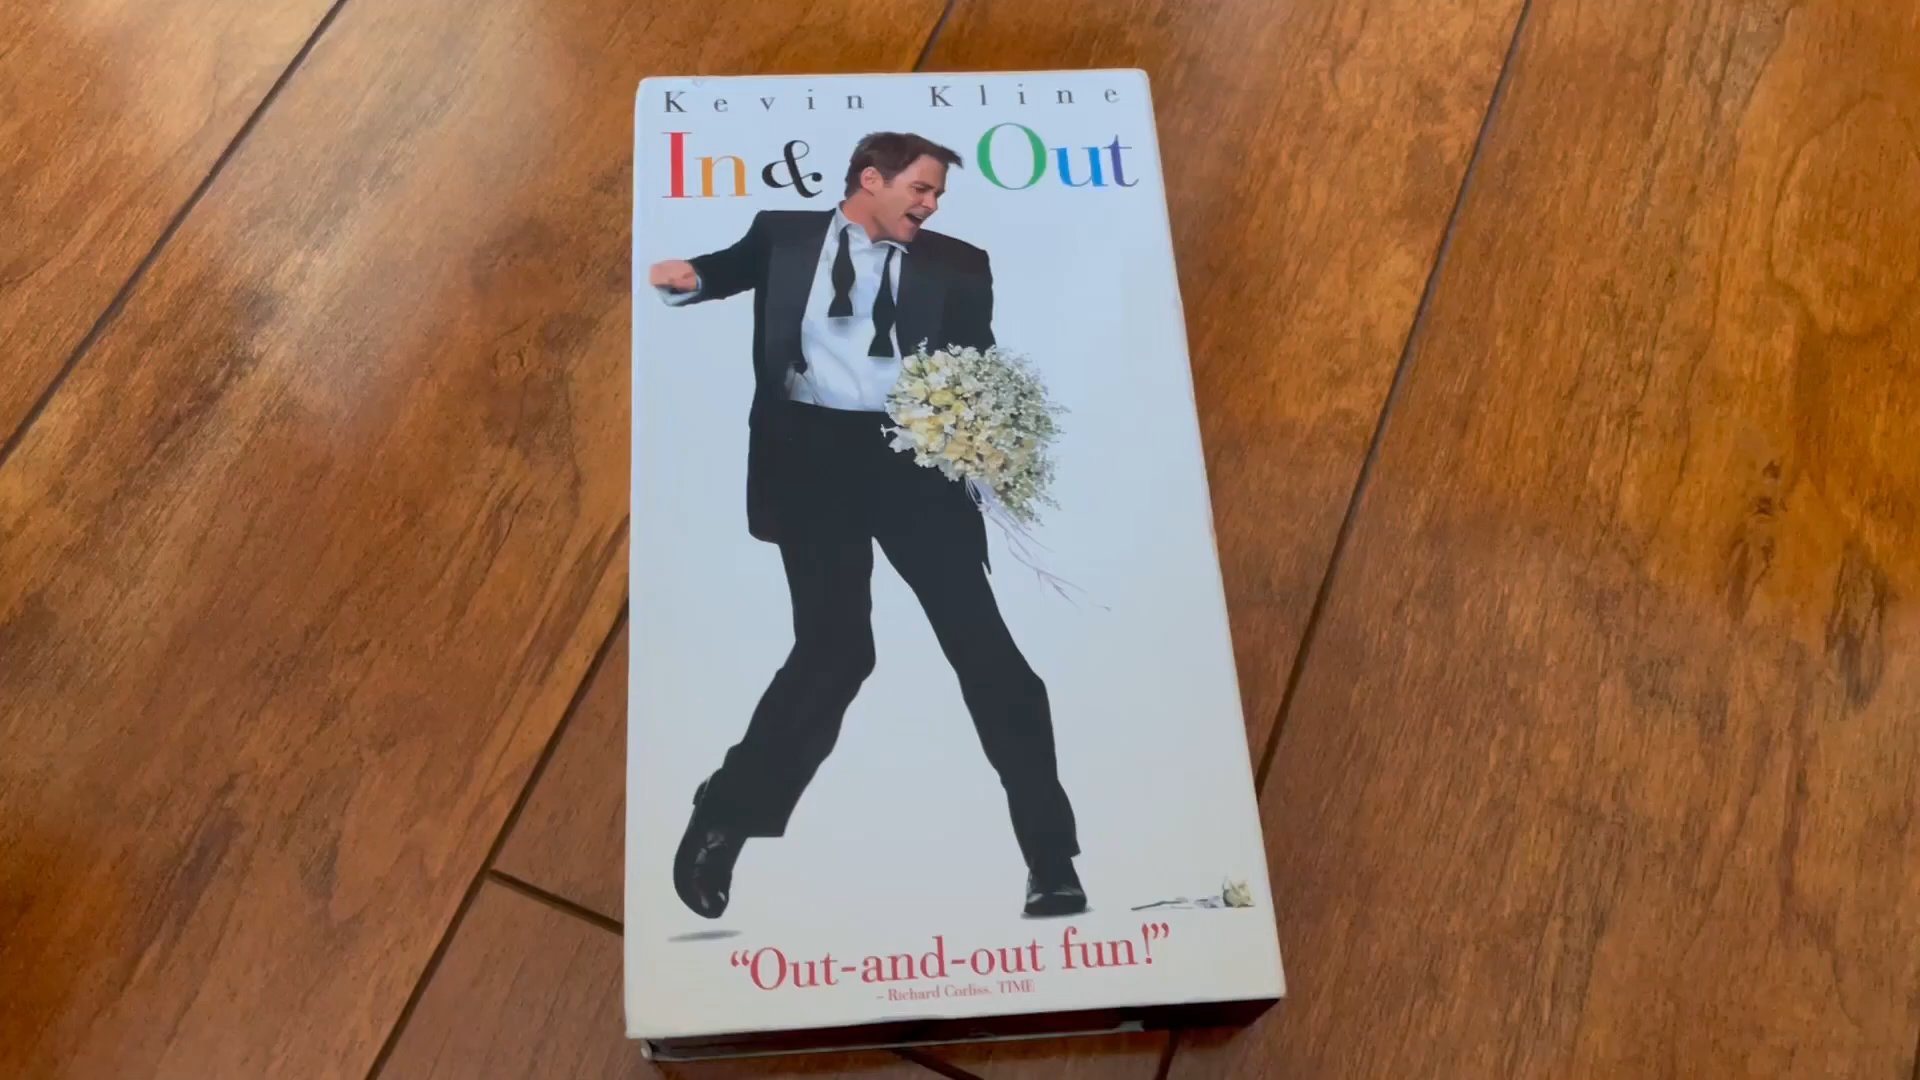 Kevin Kline
In & Out
“Out-and-out fun!”
– Richard Corliss, TIME